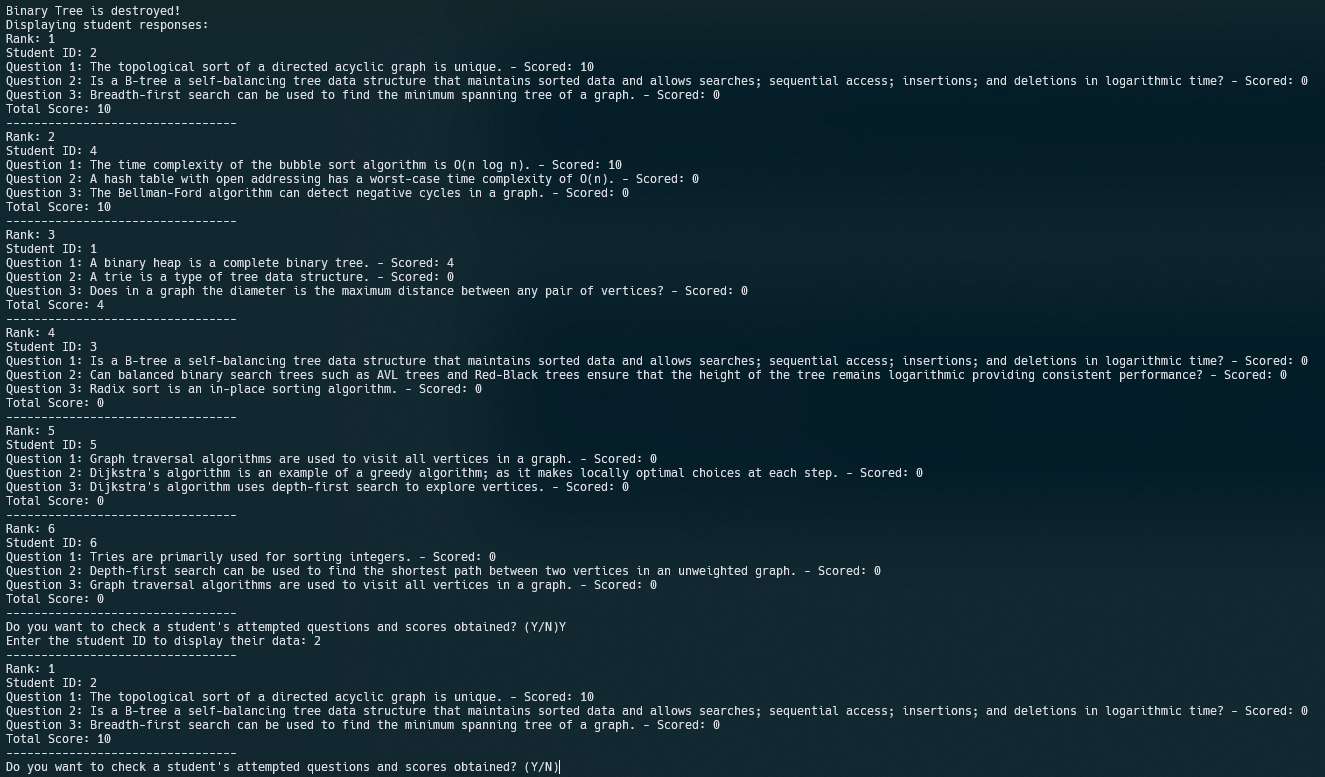 Binary Tree is destroyed!
Displaying student responses:
Rank: 1
Student ID: 2
Question 1: The topological sort of a directed acyclic graph is unique. - Scored: 10
Question 2: Is a B-tree a self-balancing tree data structure that maintains sorted data and allows searches; sequential access; insertions; and deletions in logarithmic time? - Scored: 0
Question 3: Breadth-first search can be used to find the minimum spanning tree of a graph. - Scored: 0
Total Score: 10
---------------------------------
Rank: 2
Student ID: 4
Question 1: The time complexity of the bubble sort algorithm is O(n log n). - Scored: 10
Question 2: A hash table with open addressing has a worst-case time complexity of O(n). - Scored: 0
Question 3: The Bellman-Ford algorithm can detect negative cycles in a graph. - Scored: 0
Total Score: 10
---------------------------------
Rank: 3
Student ID: 1
Question 1: A binary heap is a complete binary tree. - Scored: 4
Question 2: A trie is a type of tree data structure. - Scored: 0
Question 3: Does in a graph the diameter is the maximum distance between any pair of vertices? - Scored: 0
Total Score: 4
---------------------------------
Rank: 4
Student ID: 3
Question 1: Is a B-tree a self-balancing tree data structure that maintains sorted data and allows searches; sequential access; insertions; and deletions in logarithmic time? - Scored: 0
Question 2: Can balanced binary search trees such as AVL trees and Red-Black trees ensure that the height of the tree remains logarithmic providing consistent performance? - Scored: 0
Question 3: Radix sort is an in-place sorting algorithm. - Scored: 0
Total Score: 0
---------------------------------
Rank: 5
Student ID: 5
Question 1: Graph traversal algorithms are used to visit all vertices in a graph. - Scored: 0
Question 2: Dijkstra's algorithm is an example of a greedy algorithm; as it makes locally optimal choices at each step. - Scored: 0
Question 3: Dijkstra's algorithm uses depth-first search to explore vertices. - Scored: 0
Total Score: 0
---------------------------------
Rank: 6
Student ID: 6
Question 1: Tries are primarily used for sorting integers. - Scored: 0
Question 2: Depth-first search can be used to find the shortest path between two vertices in an unweighted graph. - Scored: 0
Question 3: Graph traversal algorithms are used to visit all vertices in a graph. - Scored: 0
Total Score: 0
---------------------------------
Do you want to check a student's attempted questions and scores obtained? (Y/N)Y
Enter the student ID to display their data: 2
---------------------------------
Rank: 1
Student ID: 2
Question 1: The topological sort of a directed acyclic graph is unique. - Scored: 10
Question 2: Is a B-tree a self-balancing tree data structure that maintains sorted data and allows searches; sequential access; insertions; and deletions in logarithmic time? - Scored: 0
Question 3: Breadth-first search can be used to find the minimum spanning tree of a graph. - Scored: 0
Total Score: 10
---------------------------------
Do you want to check a student's attempted questions and scores obtained? (Y/N)